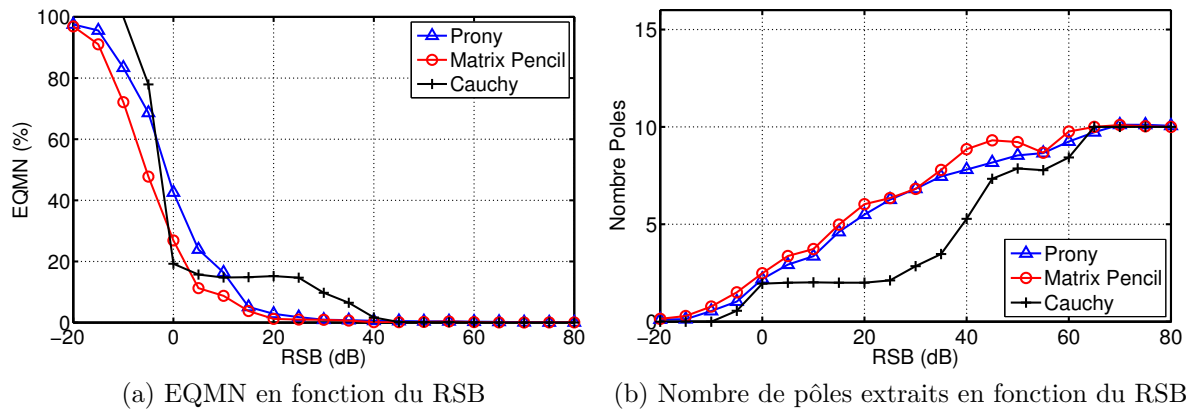 100
80
60
40
20
0
−20 0 20 40 60 80
EQMN (%)
RSB (dB)
Prony
Matrix Pencil
Cauchy
(a) EQMN en fonction du RSB
15
10
5
0
−20 0 20 40 60 80
Nombre Poles
RSB (dB)
Prony
Matrix Pencil
Cauchy
(b) Nombre de pôles extraits en fonction du RSB